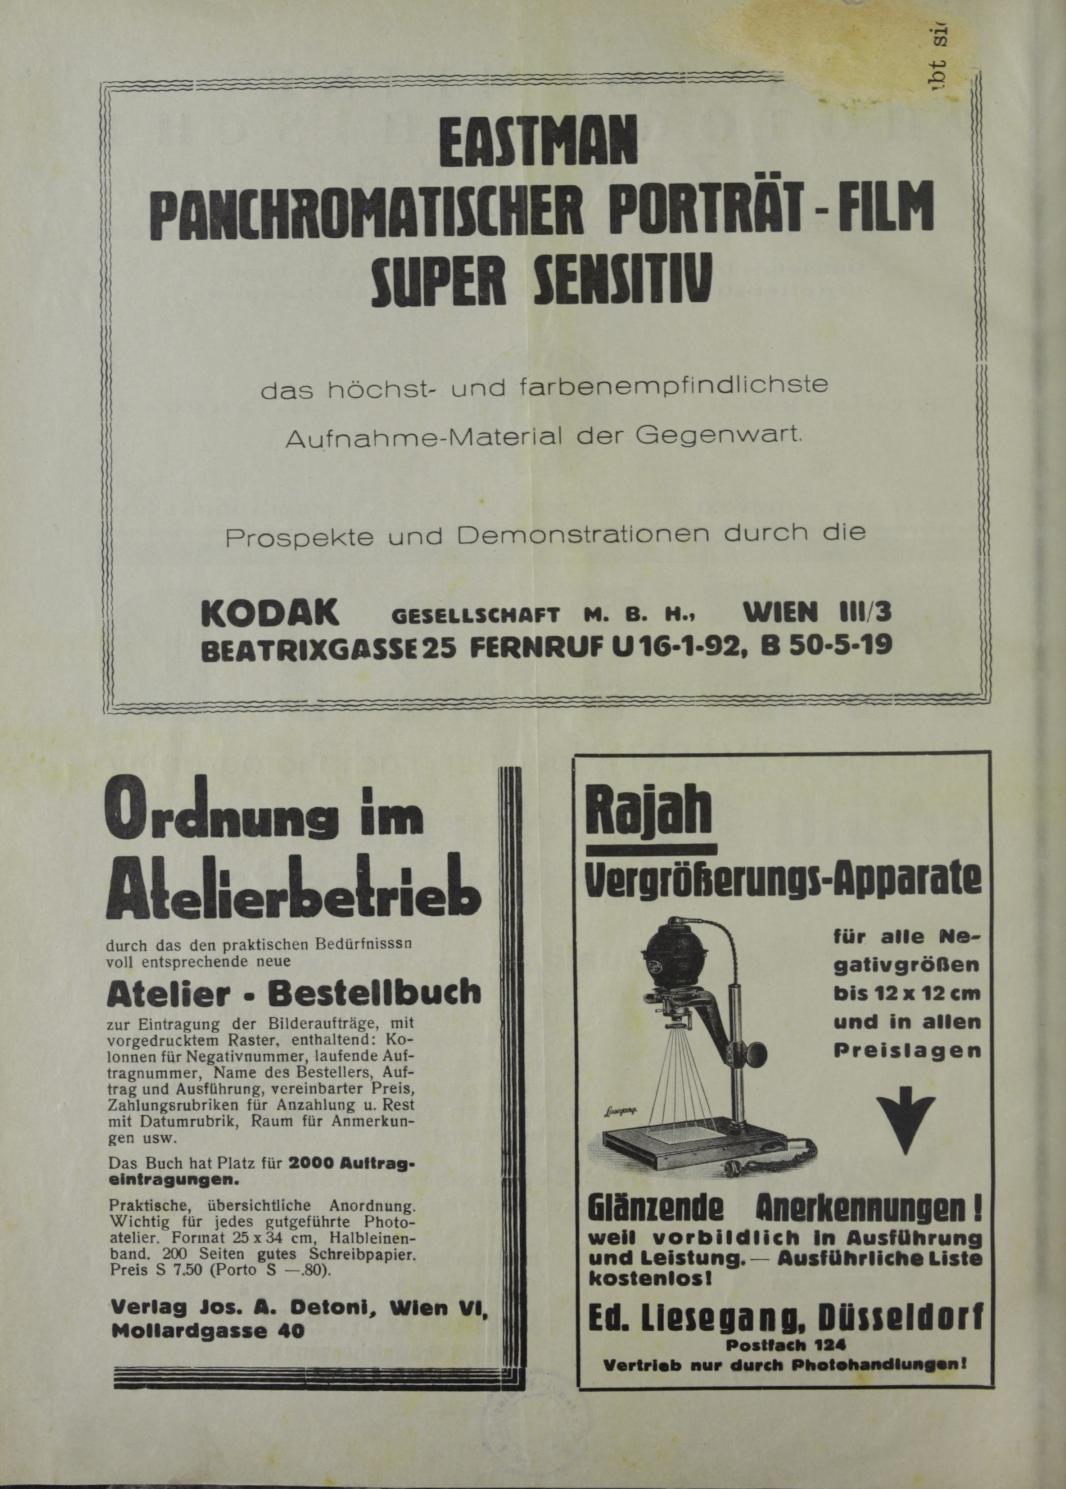 bt si
EASTMAN
PANCHROMATISCHER PORTRÄT - FILM
SUPER SENSITIV
das höchst- und farbenempfindlichste
Aufnahme-Material der Gegenwart.
Prospekte und Demonstrationen durch die
KODAK GESELLSCHAFT M. B. H., WIEN III/3
BEATRIXGASSE 25 FERNRUF U 16-1-92, B 50-5-19
Ordnung im
Atelierbetrieb
durch das den praktischen Bedürfnisssn
voll entsprechende neue
Atelier - Bestellbuch
zur Eintragung der Bilderaufträge, mit
vorgedrucktem Raster, enthaltend: Ko-
lonnen für Negativnummer, laufende Auf-
tragnummer, Name des Bestellers, Auf-
trag und Ausführung, vereinbarter Preis,
Zahlungsrubriken für Anzahlung u. Rest
mit Datumrubrik, Raum für Anmerkun-
gen usw.
Das Buch hat Platz für 2000 Auftrag-
eintragungen.
Praktische, übersichtliche Anordnung.
Wichtig für jedes gutgeführte Photo-
atelier. Format 25 x 34 cm, Halbleinen-
band. 200 Seiten gutes Schreibpapier.
Preis S 7.50 (Porto S —.80).
Verlag Jos. A. Detoni, Wien VI,
Mollardgasse 40
Rajah
Vergrößerungs-Apparate
für alle Ne-
gativgrößen
bis 12 x 12 cm
und in allen
Preislagen
Liesegang.
Glänzende Anerkennungen!
weil vorbildlich in Ausführung
und Leistung. — Ausführliche Liste
kostenlos!
Ed. Liesegang, Düsseldorf
Postfach 124
Vertrieb nur durch Photohandlungen!